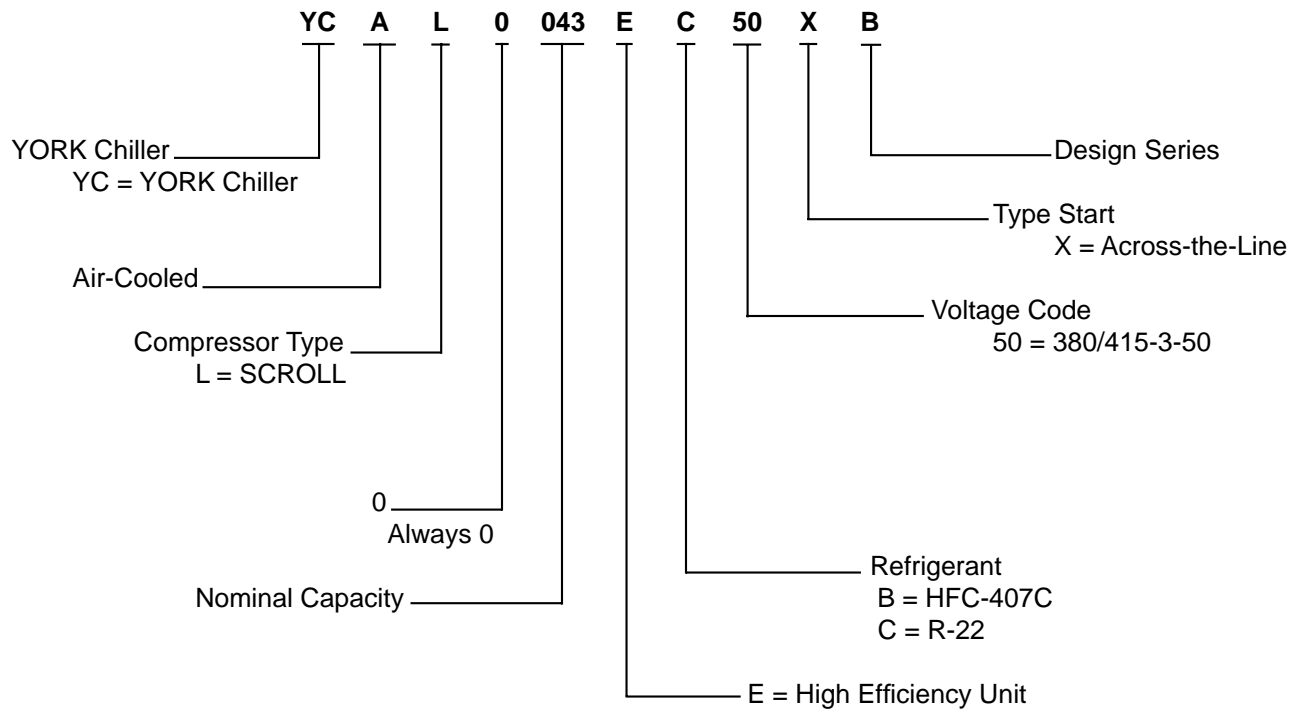 YC A L 0 043 E C 50 X B
YORK Chiller
YC = YORK Chiller
Design Series
Type Start
X = Across-the-Line
Air-Cooled
Voltage Code
50 = 380/415-3-50
Compressor Type
L = SCROLL
0
Always 0
Refrigerant
B = HFC-407C
C = R-22
Nominal Capacity
E = High Efficiency Unit